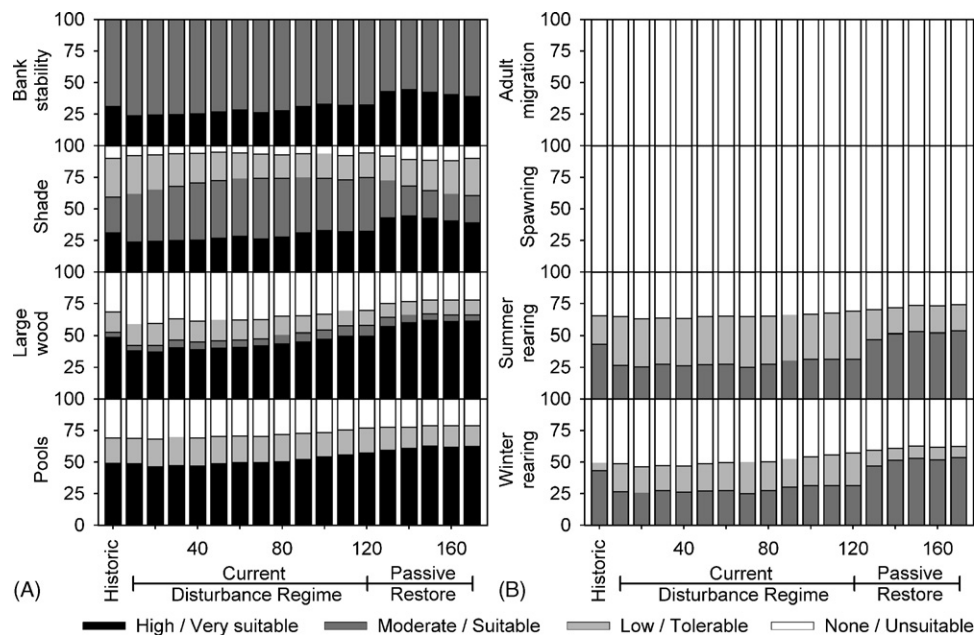 100
75
50
25
Bank
stability
100
75
50
25
Shade
100
75
50
25
Large
wood
100
75
50
25
0
Pools
Historic
40
80
120
160
Current
Disturbance Regime
Passive
Restore
(A)
100
75
50
25
Adult
migration
100
75
50
25
Spawning
100
75
50
25
Summer
rearing
100
75
50
25
0
Winter
rearing
Historic
40
80
120
160
Current
Disturbance Regime
Passive
Restore
(B)
High / Very suitable
Moderate / Suitable
Low / Tolerable
None / Unsuitable